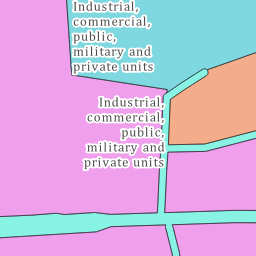 Industrial,
commercial,
public,
military and
private units
Industrial,
commercial,
public,
military and
private units